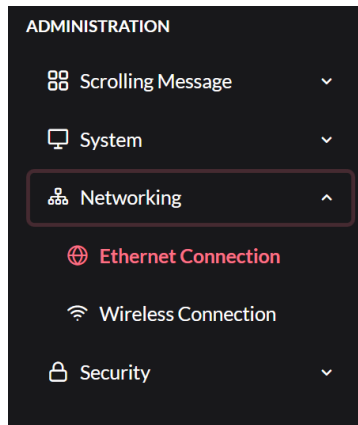 ADMINISTRATION
Scrolling Message
System
Networking
Ethernet Connection
Wireless Connection
Security